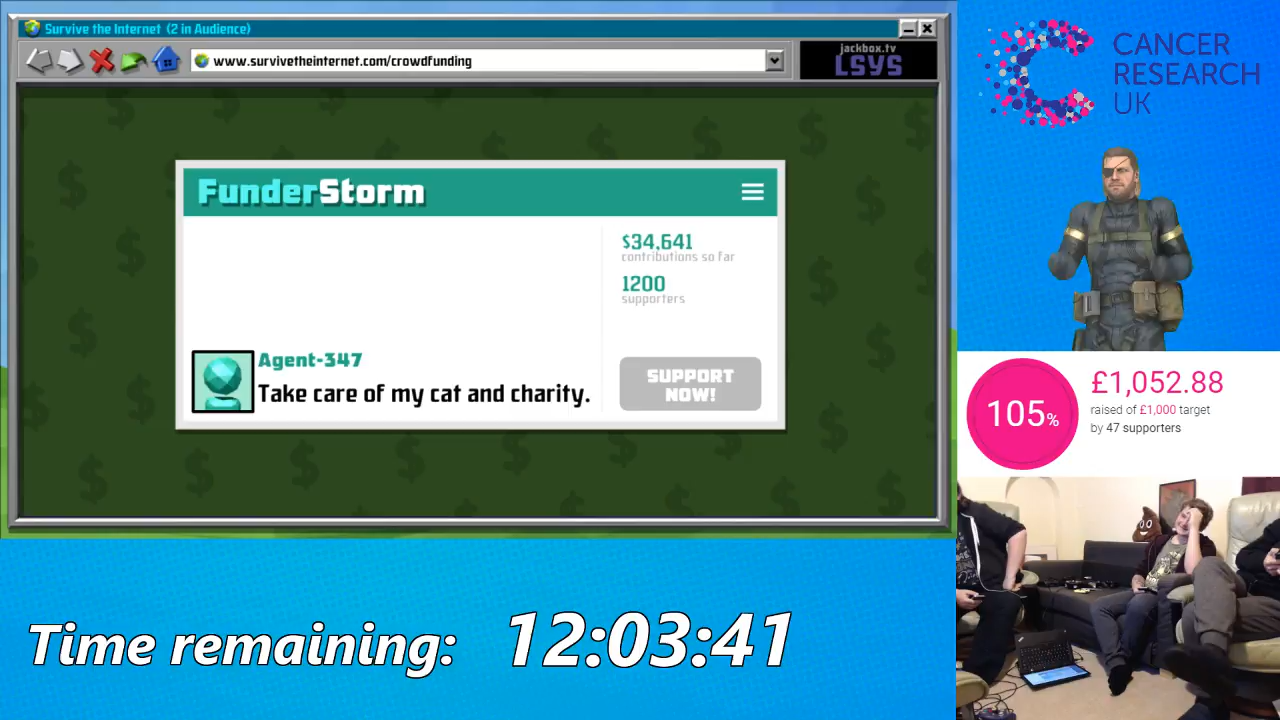 Survive the Internet (2 in Audience)
www.survivetheinternet.com/crowdfunding
jackbox.tv
LSYS
FunderStorm
$34,641
contributions so far
1200
supporters
Agent-347
Take care of my cat and charity.
SUPPORT
NOW!
CANCER
RESEARCH
UK
105%
£1,052.88
raised of £1,000 target
by 47 supporters
Time remaining: 12:03:41